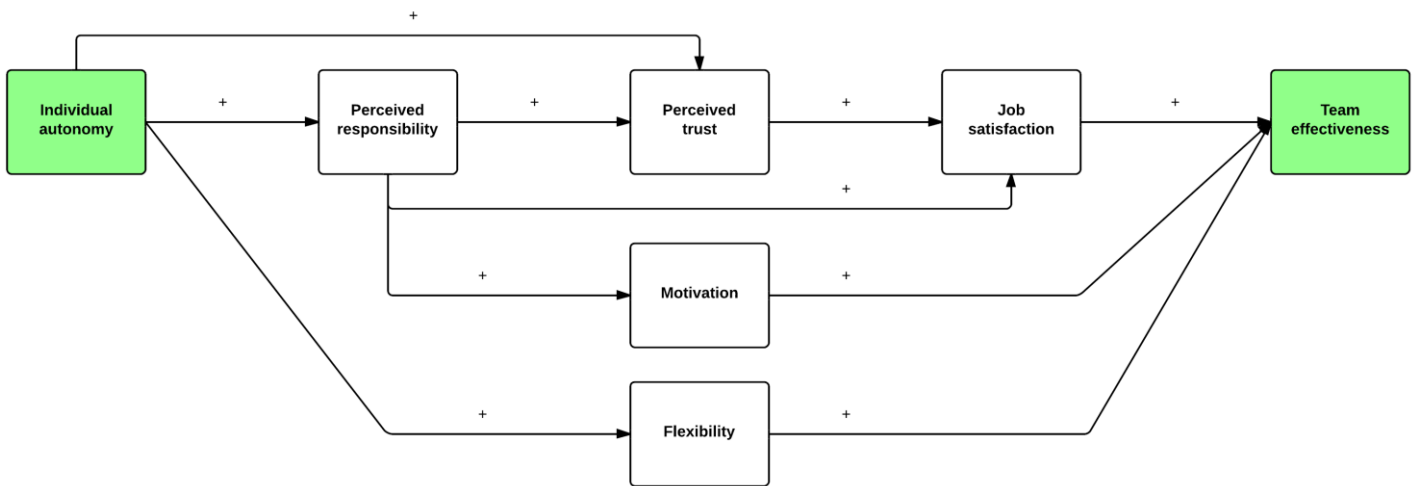 +
Individual
autonomy
+
Perceived
responsibility
+
Perceived
trust
+
Job
satisfaction
+
Team
effectiveness
+
+
Motivation
+
+
Flexibility
+